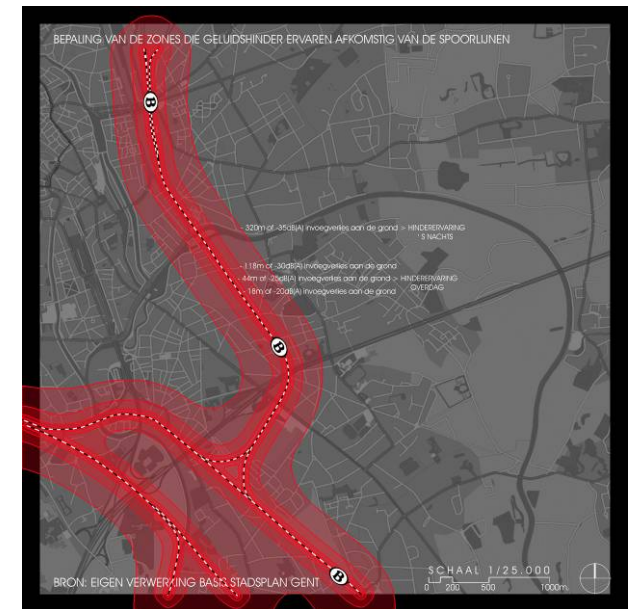 BEPALING VAN DE ZONES DIE GELUIDSHINDER ERVAREN AFKOMSTIG VAN DE SPOORLIJNEN
B
- 320m of -35dB(A) invoegverlies aan de grond > HINDERERVARING
'S NACHTS
- 118m of -30dB(A) invoegverlies aan de grond
- 44m of -25dB(A) invoegverlies aan de grond > HINDERERVARING
OVERDAG
- 18m of -20dB(A) invoegverlies aan de grond
B
B
SCHAAL 1/25.000
0 200 500 1000m.
BRON: EIGEN VERWERKING BASIS STADSPLAN GENT